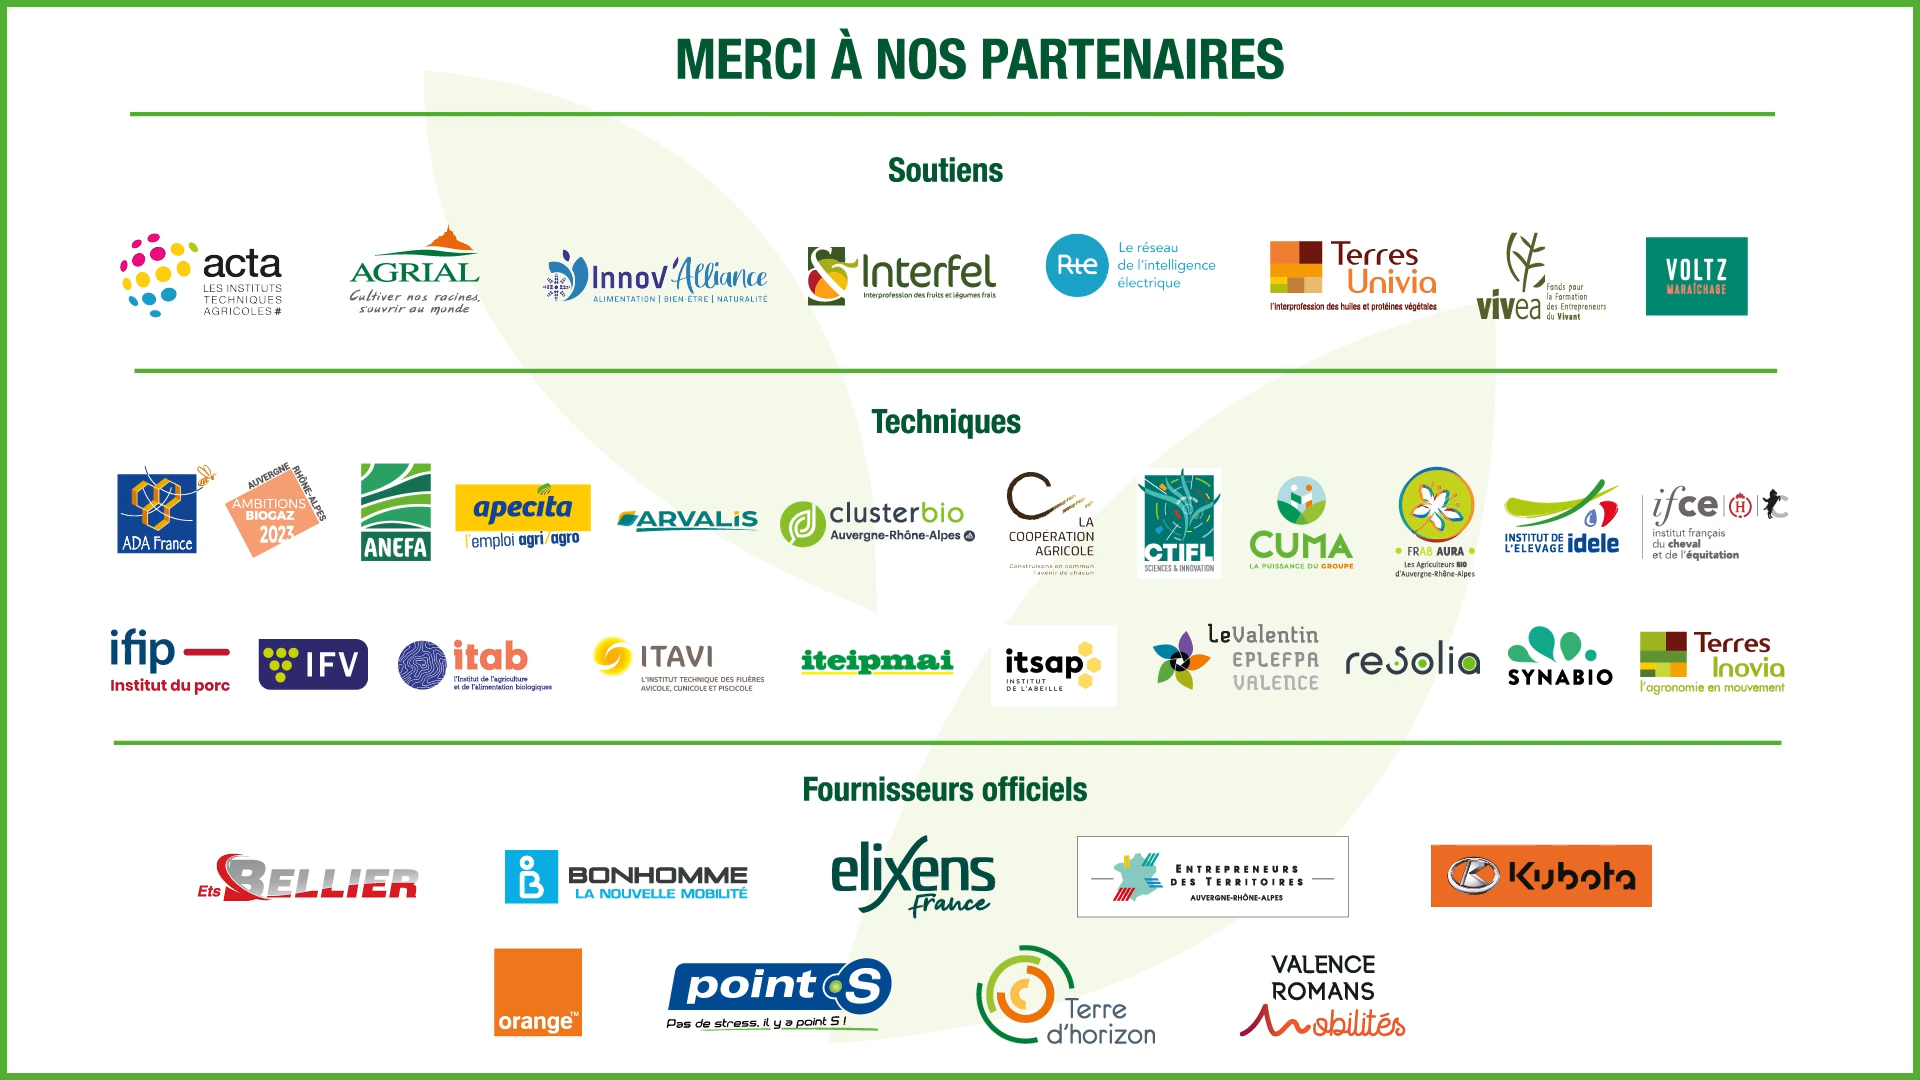 MERCI À NOS PARTENAIRES
Soutiens
acta
LES INSTITUTS
TECHNIQUES
AGRICOLES#
AGRIAL
Cultiver nos racines,
s'ouvrir au monde
Innov'Alliance
ALIMENTATION | BIEN-ÊTRE | NATURALITÉ
Interfel
Interprofession des fruits et légumes frais
Rte
Le réseau
de l'intelligence
électrique
Terres
Univia
l'Interprofession des huiles et protéines végétales
vivea
Fonds pour
la Formation
des Entrepreneurs
du Vivant
VOLTZ
MARAÎCHAGE
Techniques
ADA France
AUVERGNE
RHÔNE-ALPES
AMBITIONS
BIOGAZ
2023
ANEFA
apecita
l'emploi agri/agro
ARVALIS
clusterbio
Auvergne-Rhône-Alpes
LA
COOPÉRATION
AGRICOLE
Construisons en commun
l'avenir de chacun
CTIFL
SCIENCES & INNOVATION
CUMA
LA PUISSANCE DU GROUPE
FRAB AURA
Les Agriculteurs BIO
d'Auvergne-Rhône-Alpes
INSTITUT DE
L'ELEVAGE idele
ifce
institut français
du cheval
et de l'équitation
ifip
Institut du porc
IFV
itab
l'Institut de l'agriculture
et de l'alimentation biologiques
ITAVI
L'INSTITUT TECHNIQUE DES FILIÈRES
AVICOLE, CUNICOLE ET PISCICOLE
iteipmai
itsap
INSTITUT
DE L'ABEILLE
LeValentin
EPLEFPA
VALENCE
resolia
SYNABIO
Terres
Inovia
l'agronomie en mouvement
Fournisseurs officiels
Ets BELLIER
BONHOMME
LA NOUVELLE MOBILITÉ
elixens
france
ENTREPRENEURS
DES TERRITOIRES
AUVERGNE-RHÔNE-ALPES
K Kubota
orange™
point S
Pas de stress, il y a point S !
Terre
d'horizon
VALENCE
ROMANS
Mobilités